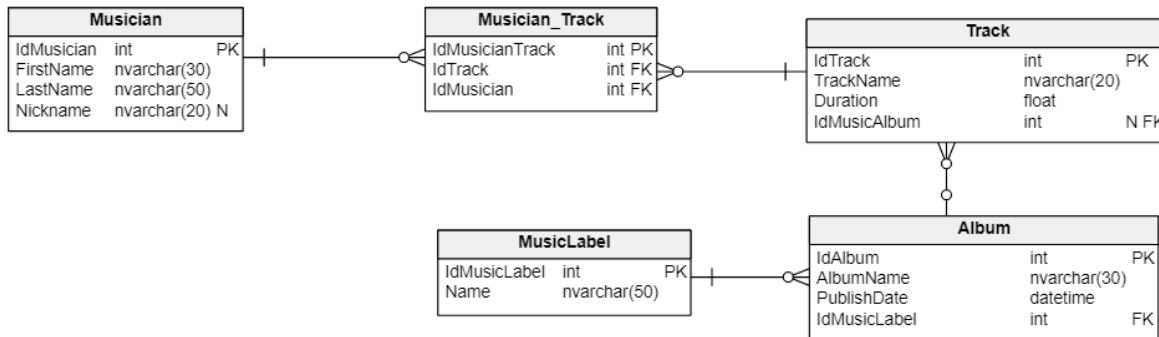 Musician
IdMusician int PK
FirstName nvarchar(30)
LastName nvarchar(50)
Nickname nvarchar(20) N
Musician_Track
IdMusicianTrack int PK
IdTrack int FK
IdMusician int FK
Track
IdTrack int PK
TrackName nvarchar(20)
Duration float
IdMusicAlbum int N FK
MusicLabel
IdMusicLabel int PK
Name nvarchar(50)
Album
IdAlbum int PK
AlbumName nvarchar(30)
PublishDate datetime
IdMusicLabel int FK